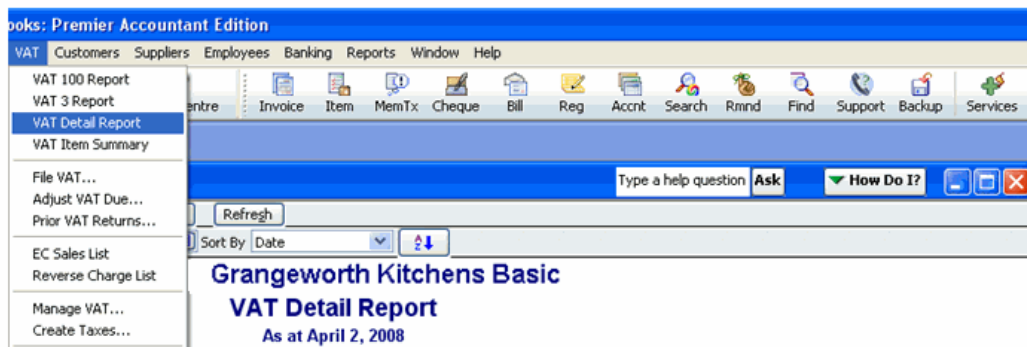 ooks: Premier Accountant Edition
VAT Customers Suppliers Employees Banking Reports Window Help
VAT 100 Report
VAT 3 Report
VAT Detail Report
VAT Item Summary
File VAT...
Adjust VAT Due...
Prior VAT Returns...
EC Sales List
Reverse Charge List
Manage VAT...
Create Taxes...
entre Invoice Item MemTx Cheque Bill Reg Accnt Search Rmnd Find Support Backup Services
Type a help question Ask How Do I?
Refresh
Sort By Date
Grangeworth Kitchens Basic
VAT Detail Report
As at April 2, 2008